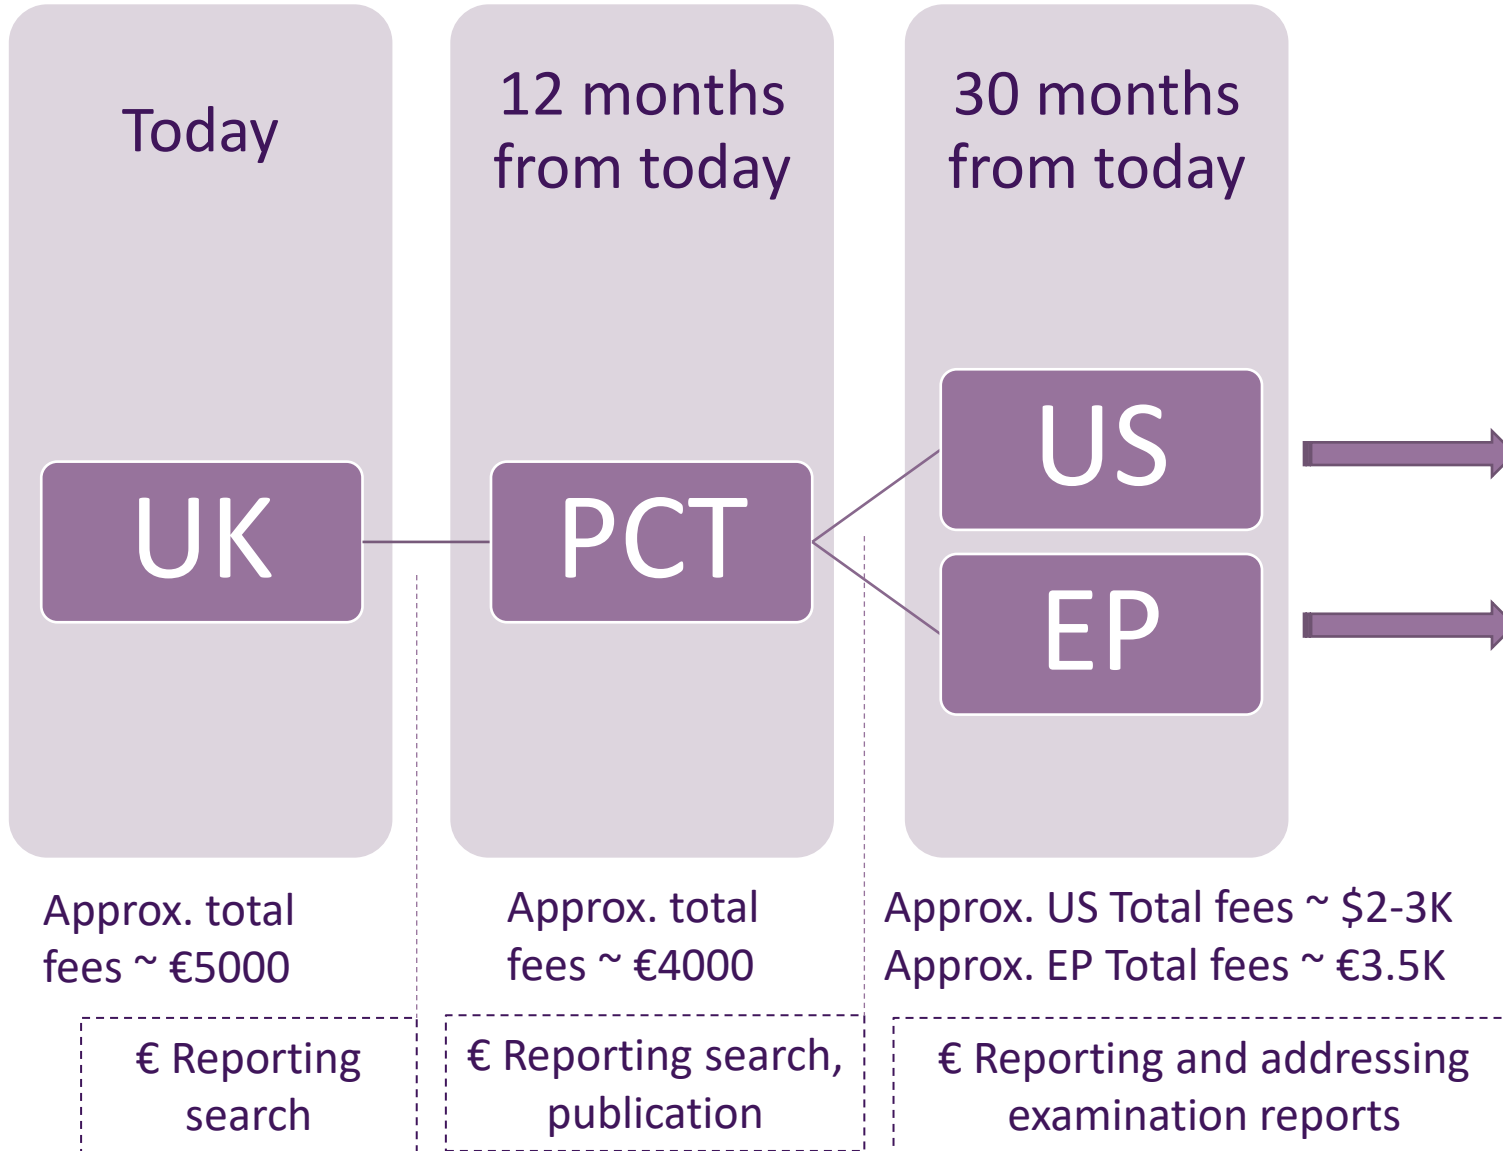 Today
12 months
from today
30 months
from today
UK
PCT
US
EP
Approx. total
fees ~ €5000
Approx. total
fees ~ €4000
Approx. US Total fees ~ $2-3K
Approx. EP Total fees ~ €3.5K
€ Reporting
search
€ Reporting search,
publication
€ Reporting and addressing
examination reports